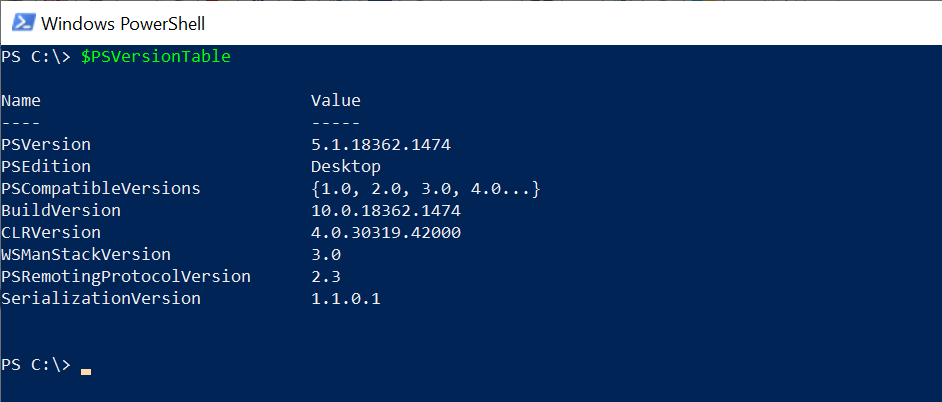 Windows PowerShell
PS C:\> $PSVersionTable
Name                           Value
----                           -----
PSVersion                      5.1.18362.1474
PSEdition                      Desktop
PSCompatibleVersions           {1.0, 2.0, 3.0, 4.0...}
BuildVersion                   10.0.18362.1474
CLRVersion                     4.0.30319.42000
WSManStackVersion              3.0
PSRemotingProtocolVersion      2.3
SerializationVersion           1.1.0.1
PS C:\>